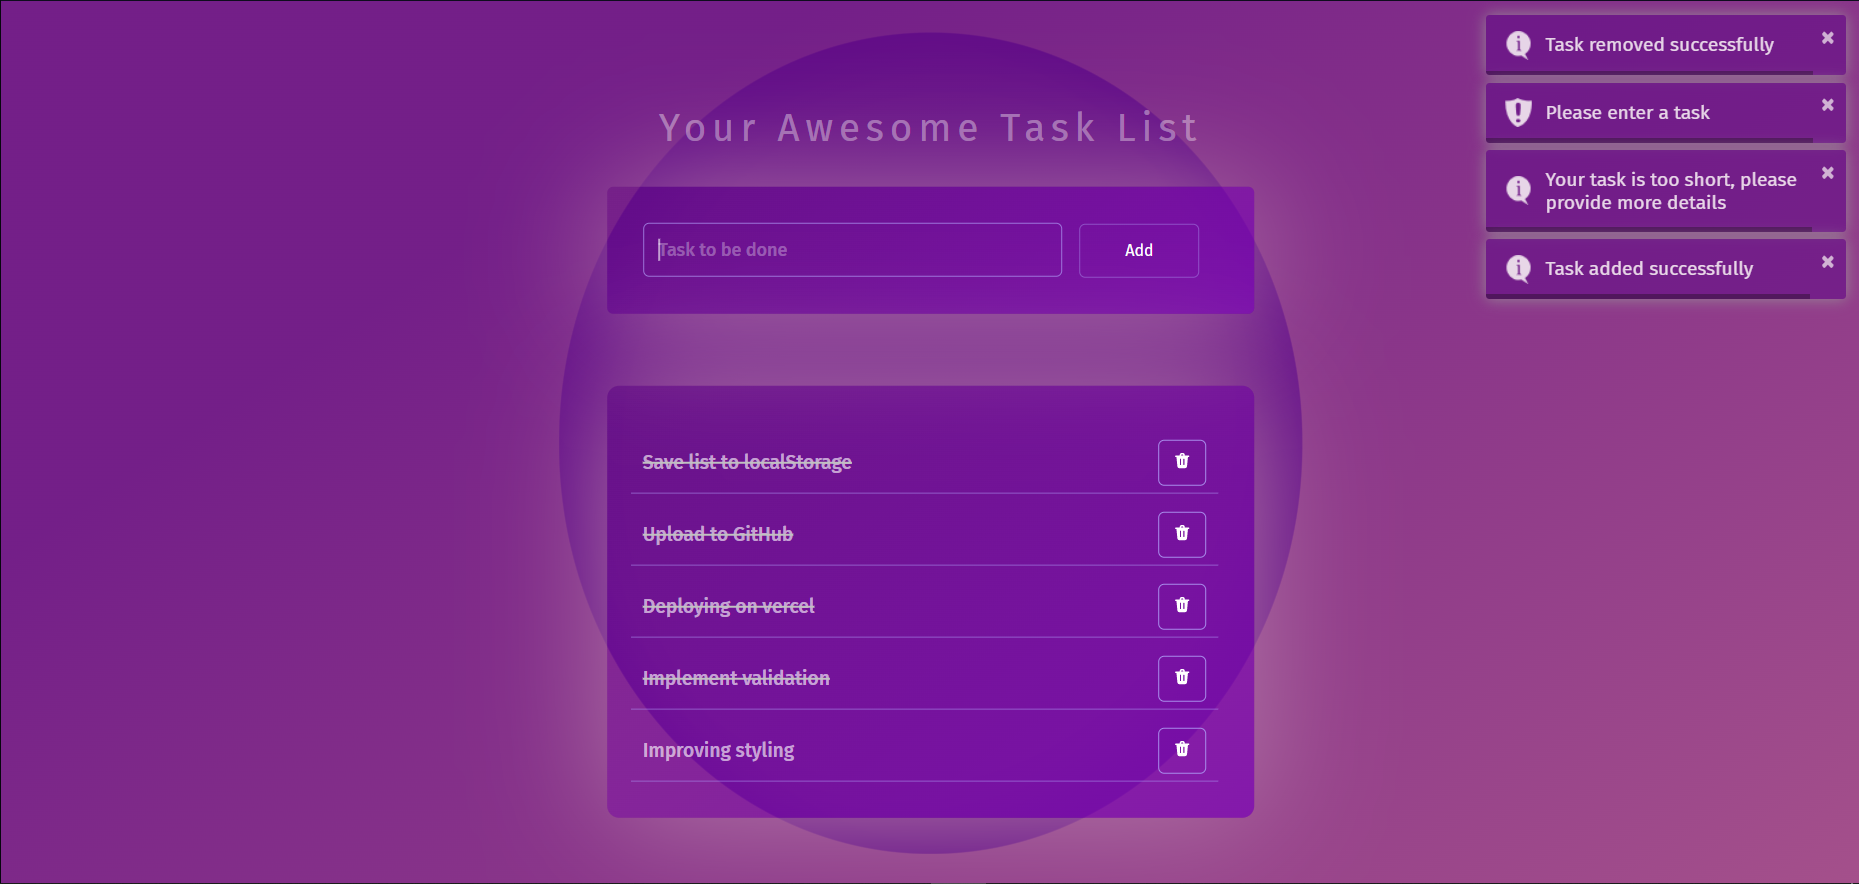 Your Awesome Task List
Task to be done
Add
Save list to localStorage
Upload to GitHub
Deploying on vercel
Implement validation
Improving styling
Task removed successfully
Please enter a task
Your task is too short, please
provide more details
Task added successfully